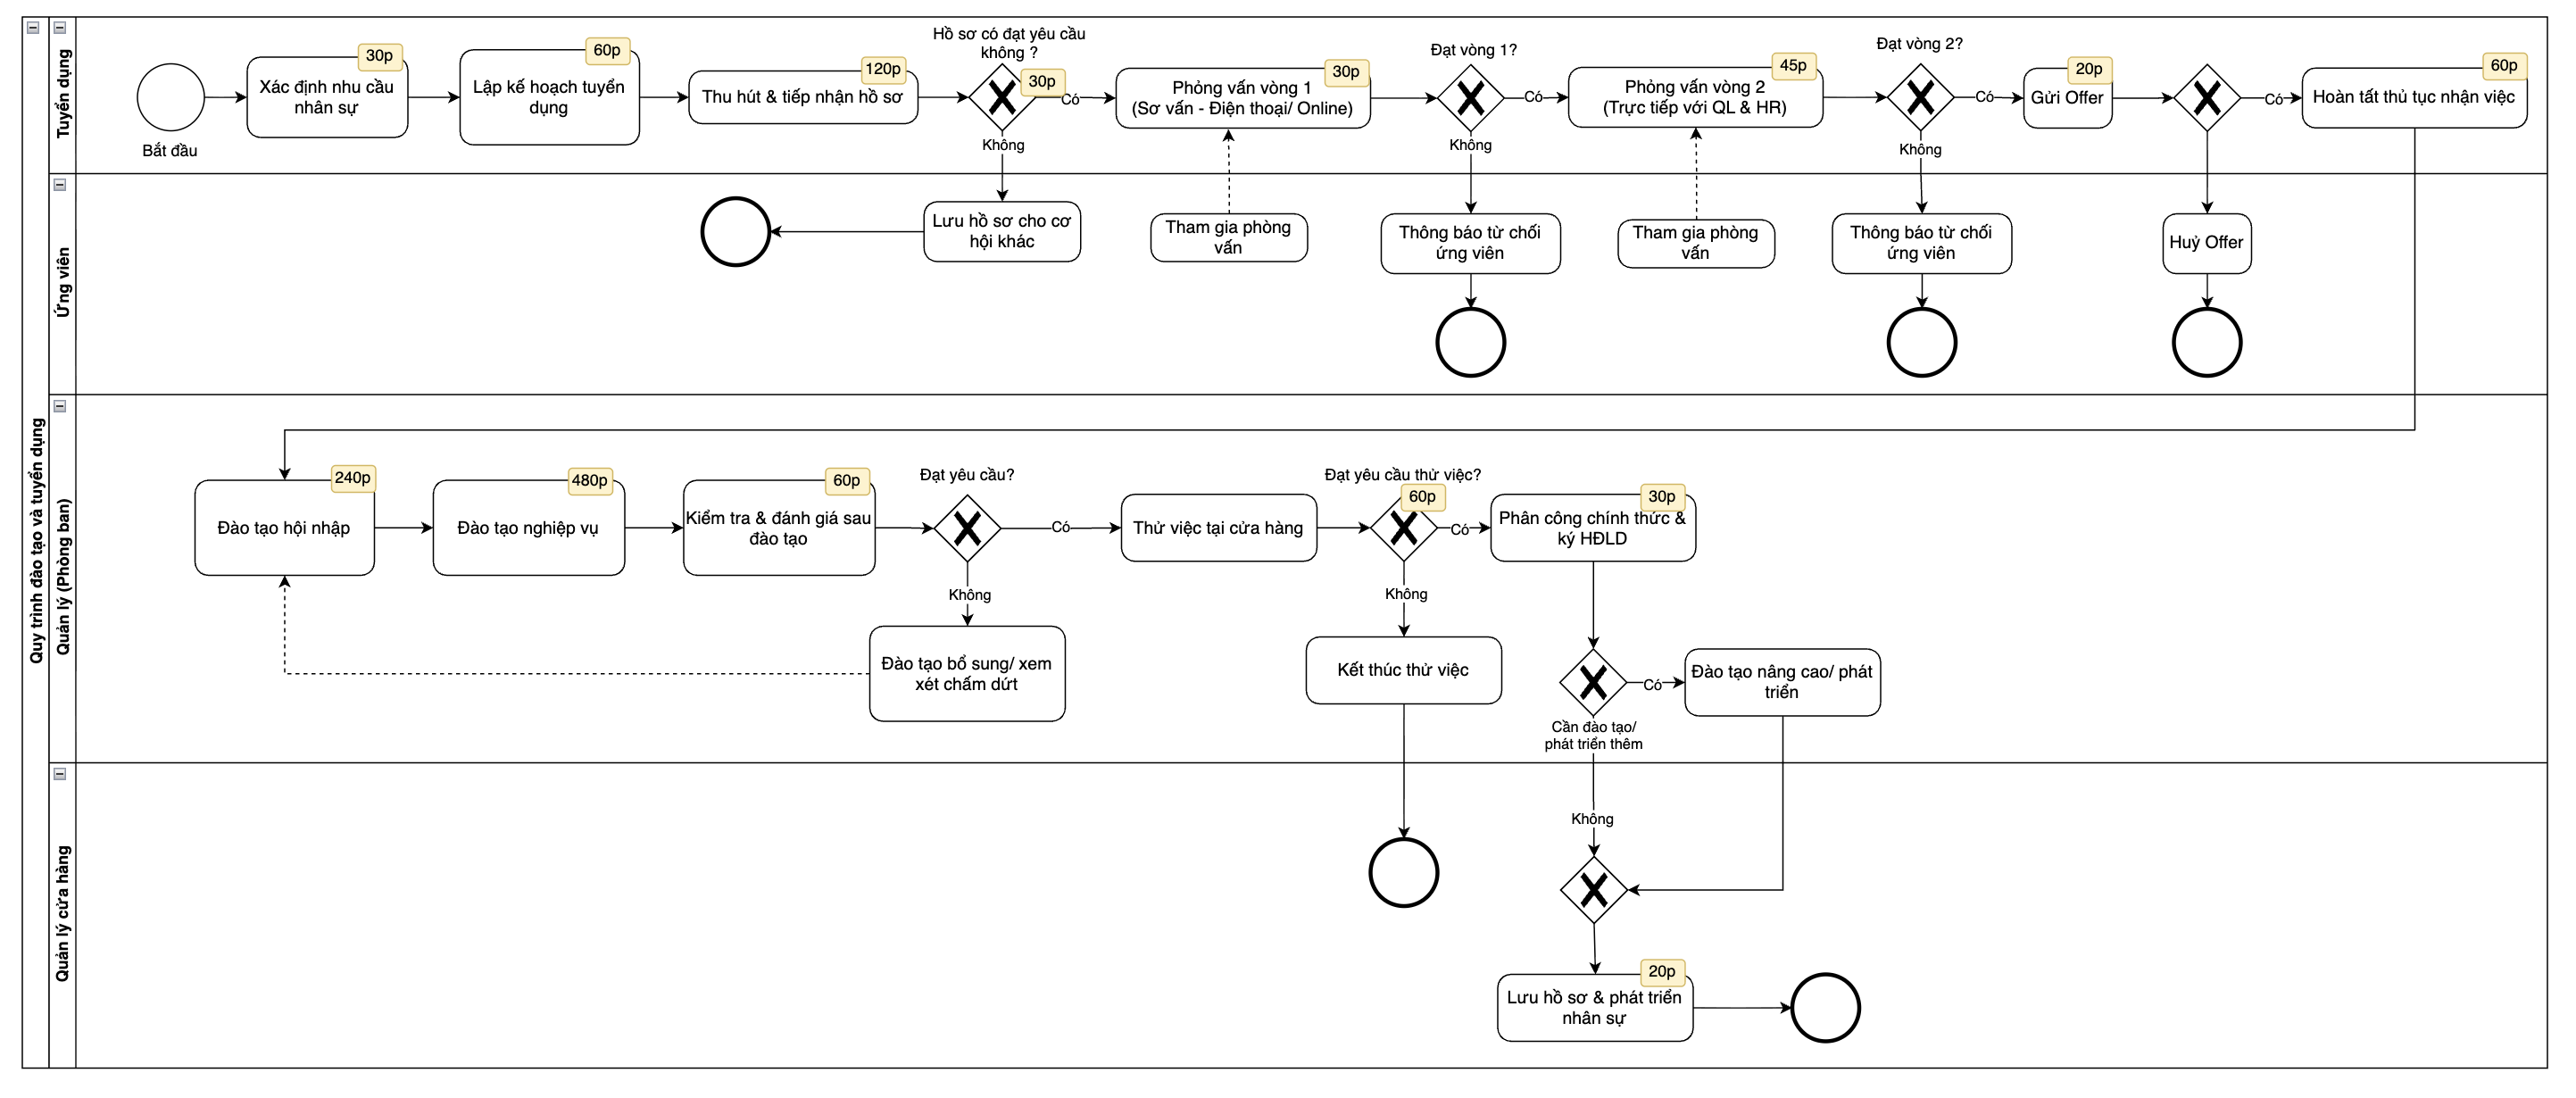 Quy trình đào tạo và tuyển dụng
Tuyển dụng
Bắt đầu
30p
Xác định nhu cầu
nhân sự
60p
Lập kế hoạch tuyển
dụng
120p
Thu hút & tiếp nhận hồ sơ
Hồ sơ có đạt yêu cầu
không ?
30p
Có
Không
30p
Phỏng vấn vòng 1
(Sơ vấn - Điện thoại/ Online)
Đạt vòng 1?
Có
Không
45p
Phỏng vấn vòng 2
(Trực tiếp với QL & HR)
Đạt vòng 2?
Có
Không
20p
Gửi Offer
Có
60p
Hoàn tất thủ tục nhận việc
Ứng viên
Lưu hồ sơ cho cơ
hội khác
Tham gia phòng
vấn
Thông báo từ chối
ứng viên
Tham gia phòng
vấn
Thông báo từ chối
ứng viên
Huỷ Offer
Quản lý (Phòng ban)
240p
Đào tạo hội nhập
480p
Đào tạo nghiệp vụ
60p
Kiểm tra & đánh giá sau
đào tạo
Đạt yêu cầu?
Có
Không
Đào tạo bổ sung/ xem
xét chấm dứt
Thử việc tại cửa hàng
Đạt yêu cầu thử việc?
60p
Có
Không
Kết thúc thử việc
30p
Phân công chính thức &
ký HĐLD
Có
Cần đào tạo/
phát triển thêm
Đào tạo nâng cao/ phát
triển
Quản lý cửa hàng
Không
20p
Lưu hồ sơ & phát triển
nhân sự